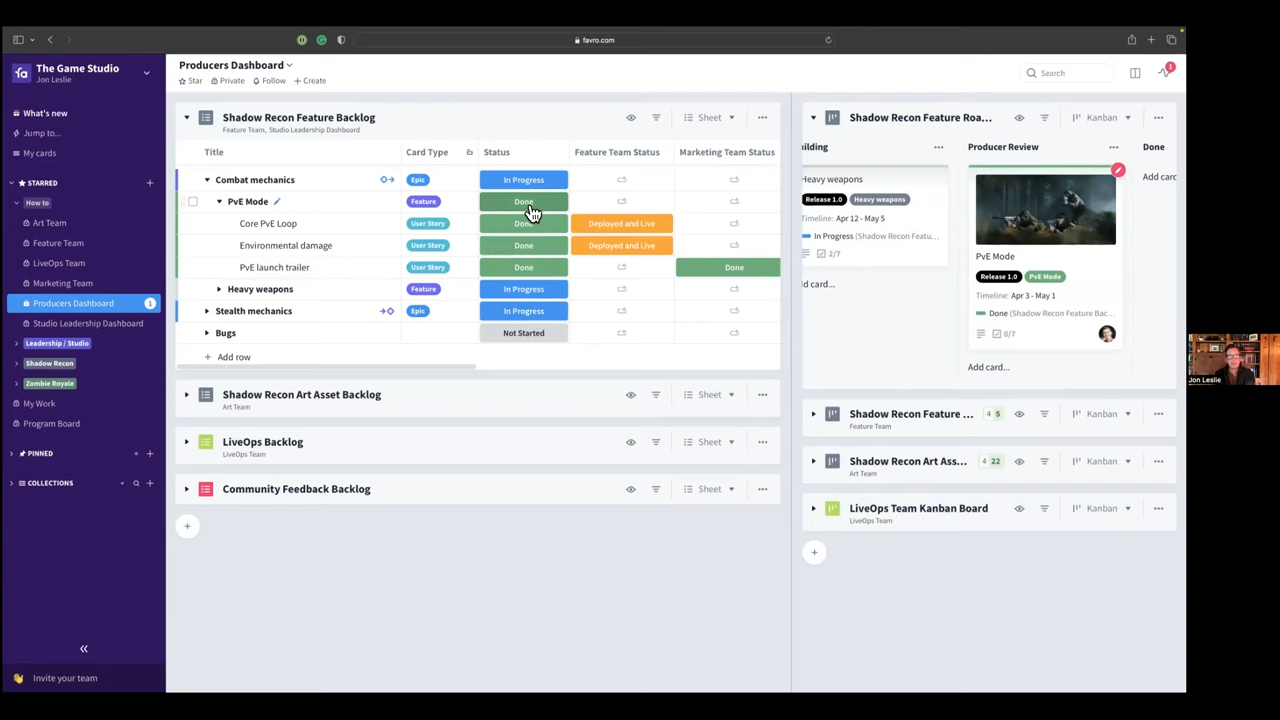 favro.com
The Game Studio
Jon Leslie
What's new
Jump to...
My cards
STARRED
How to
Art Team
Feature Team
LiveOps Team
Marketing Team
Producers Dashboard 1
Studio Leadership Dashboard
Leadership / Studio
Shadow Recon
Zombie Royale
My Work
Program Board
PINNED
COLLECTIONS
Invite your team
Producers Dashboard
Star Private Follow Create
Search
1
Shadow Recon Feature Backlog
Feature Team, Studio Leadership Dashboard
Sheet
Title Card Type Status Feature Team Status Marketing Team Status
Combat mechanics Epic In Progress
PvE Mode Feature Done
Core PvE Loop User Story Done Deployed and Live
Environmental damage User Story Done Deployed and Live
PvE launch trailer User Story Done Done
Heavy weapons Feature In Progress
Stealth mechanics Epic In Progress
Bugs Not Started
Add row
Shadow Recon Art Asset Backlog
Art Team
Sheet
LiveOps Backlog
LiveOps Team
Sheet
Community Feedback Backlog
Sheet
Shadow Recon Feature Roa...
Kanban
ilding
Heavy weapons
Release 1.0 Heavy weapons
Timeline: Apr 12 - May 5
In Progress (Shadow Recon Featu...
2/7
ld card...
Producer Review
PvE Mode
Release 1.0 PvE Mode
Timeline: Apr 3 - May 1
Done (Shadow Recon Feature Bac...
0/7
Add card...
Done
Add card
Shadow Recon Feature ... 4 5
Feature Team
Kanban
Shadow Recon Art Ass... 4 22
Art Team
Kanban
LiveOps Team Kanban Board
LiveOps Team
Kanban
Jon Leslie